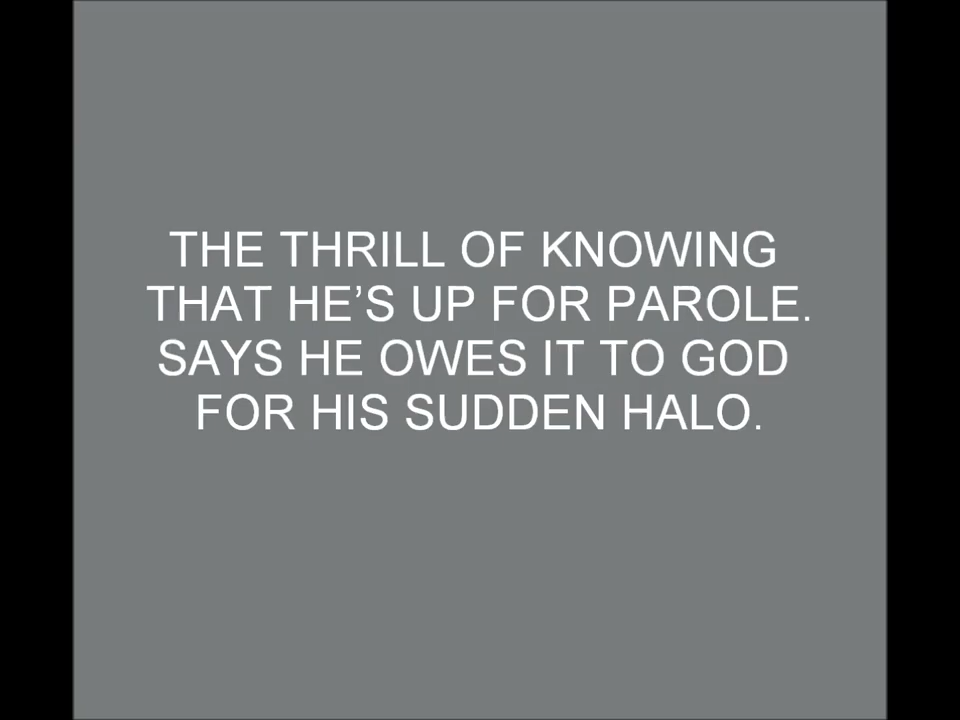 THE THRILL OF KNOWING
THAT HE’S UP FOR PAROLE.
SAYS HE OWES IT TO GOD
FOR HIS SUDDEN HALO.